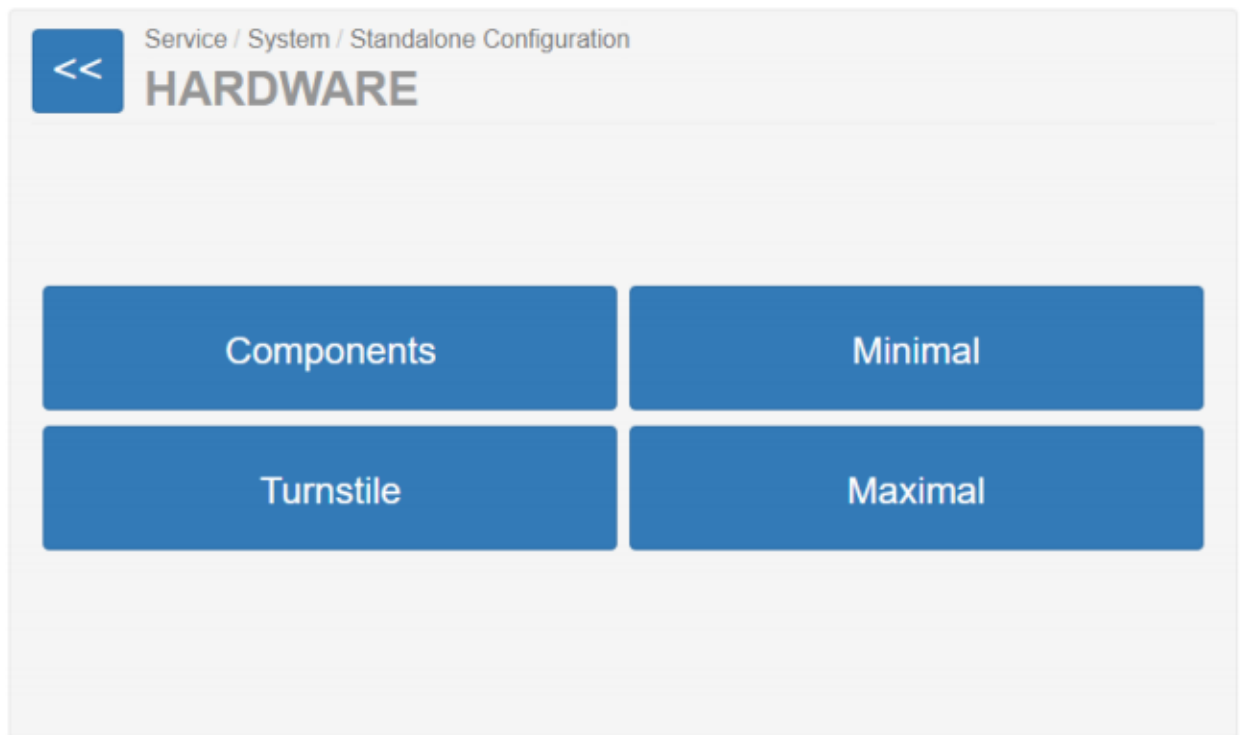 <<
Service / System / Standalone Configuration
HARDWARE
Components
Minimal
Turnstile
Maximal